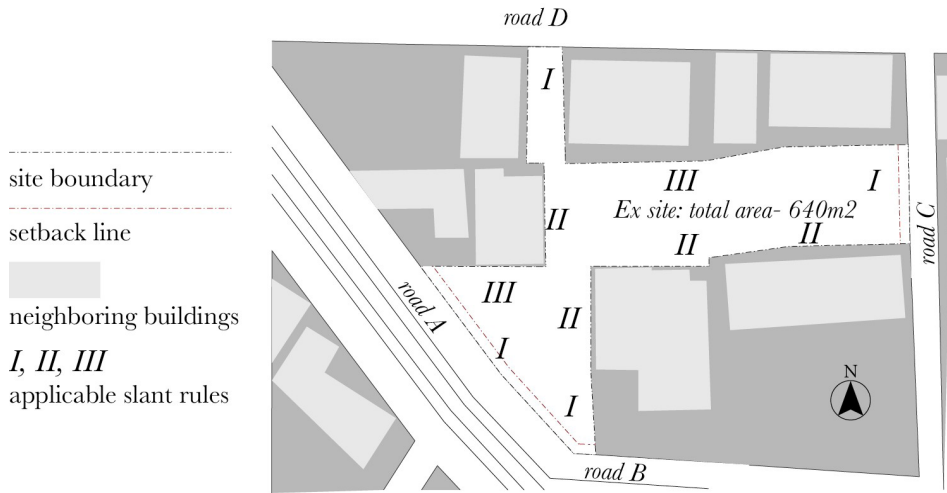 road D
site boundary
setback line
neighboring buildings
I, II, III
applicable slant rules
I
III
I
Ex site: total area- 640m2
II
II
II
road C
III
road A
II
I
I
N
road B